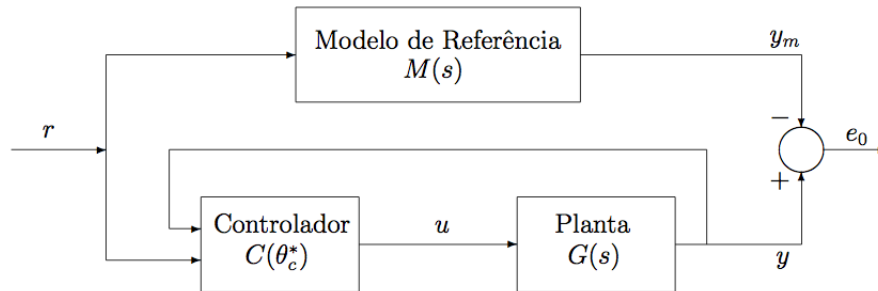 Modelo de Referência
M(s)
y_m
r
−
e_0
+
Controlador
C(θ_c^*)
u
Planta
G(s)
y